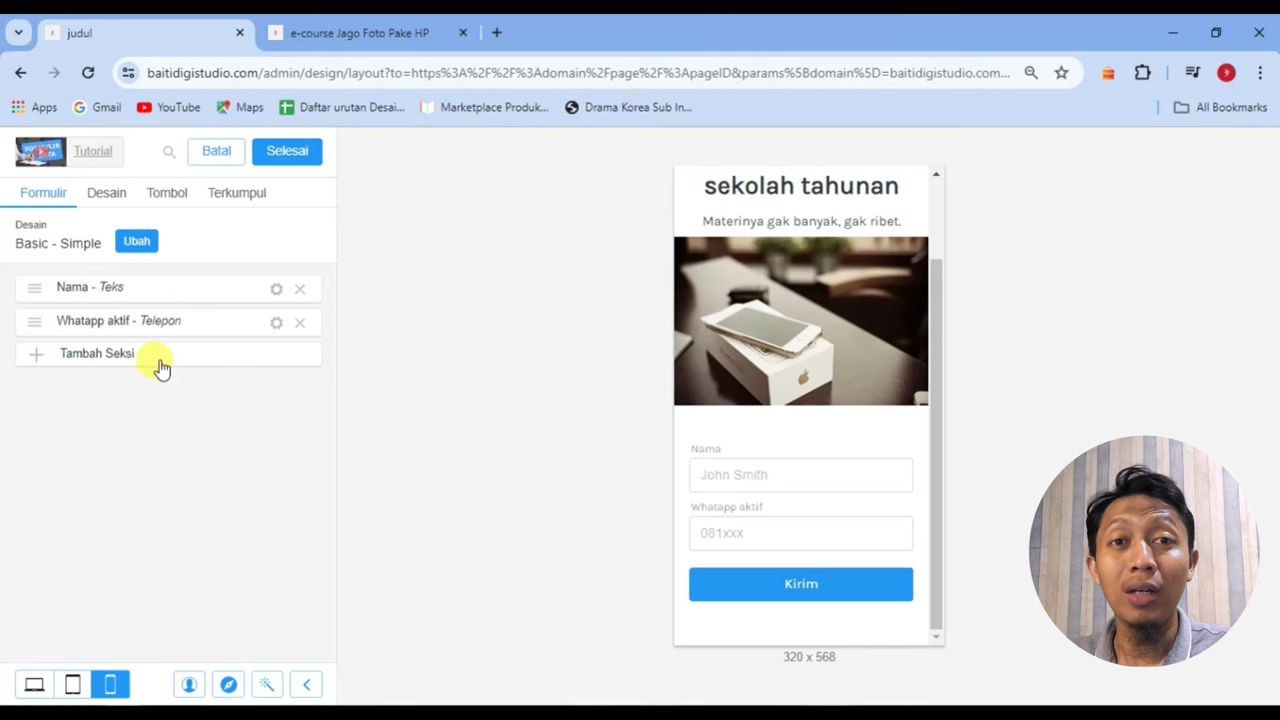 judul
e-course Jago Foto Pake HP
baitidigistudio.com/admin/design/layout?to=https%3A%2F%2F%3Adomain%2Fpage%2F%3ApageID&params%5Bdomain%5D=baitidigistudio.com...
Apps
Gmail
YouTube
Maps
Daftar urutan Desai...
Marketplace Produk...
Drama Korea Sub In...
All Bookmarks
Tutorial
Batal
Selesai
Formulir
Desain
Tombol
Terkumpul
Desain
Basic - Simple
Ubah
Nama - Teks
Whatapp aktif - Telepon
Tambah Seksi
sekolah tahunan
Materinya gak banyak, gak ribet.
Nama
John Smith
Whatapp aktif
081xxx
Kirim
320 x 568